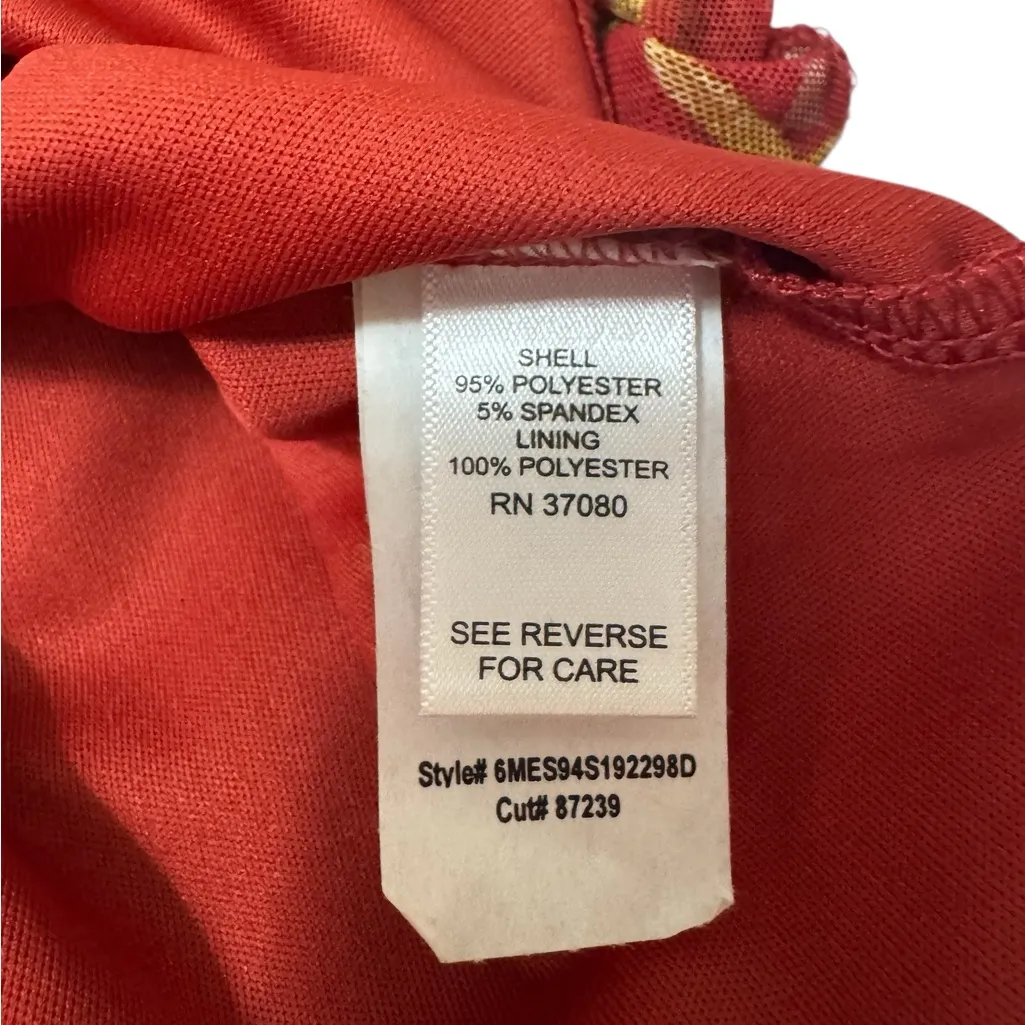 SHELL
95% POLYESTER
5% SPANDEX
LINING
100% POLYESTER
RN 37080
SEE REVERSE
FOR CARE
Style# 6MES94S192298D
Cut# 87239